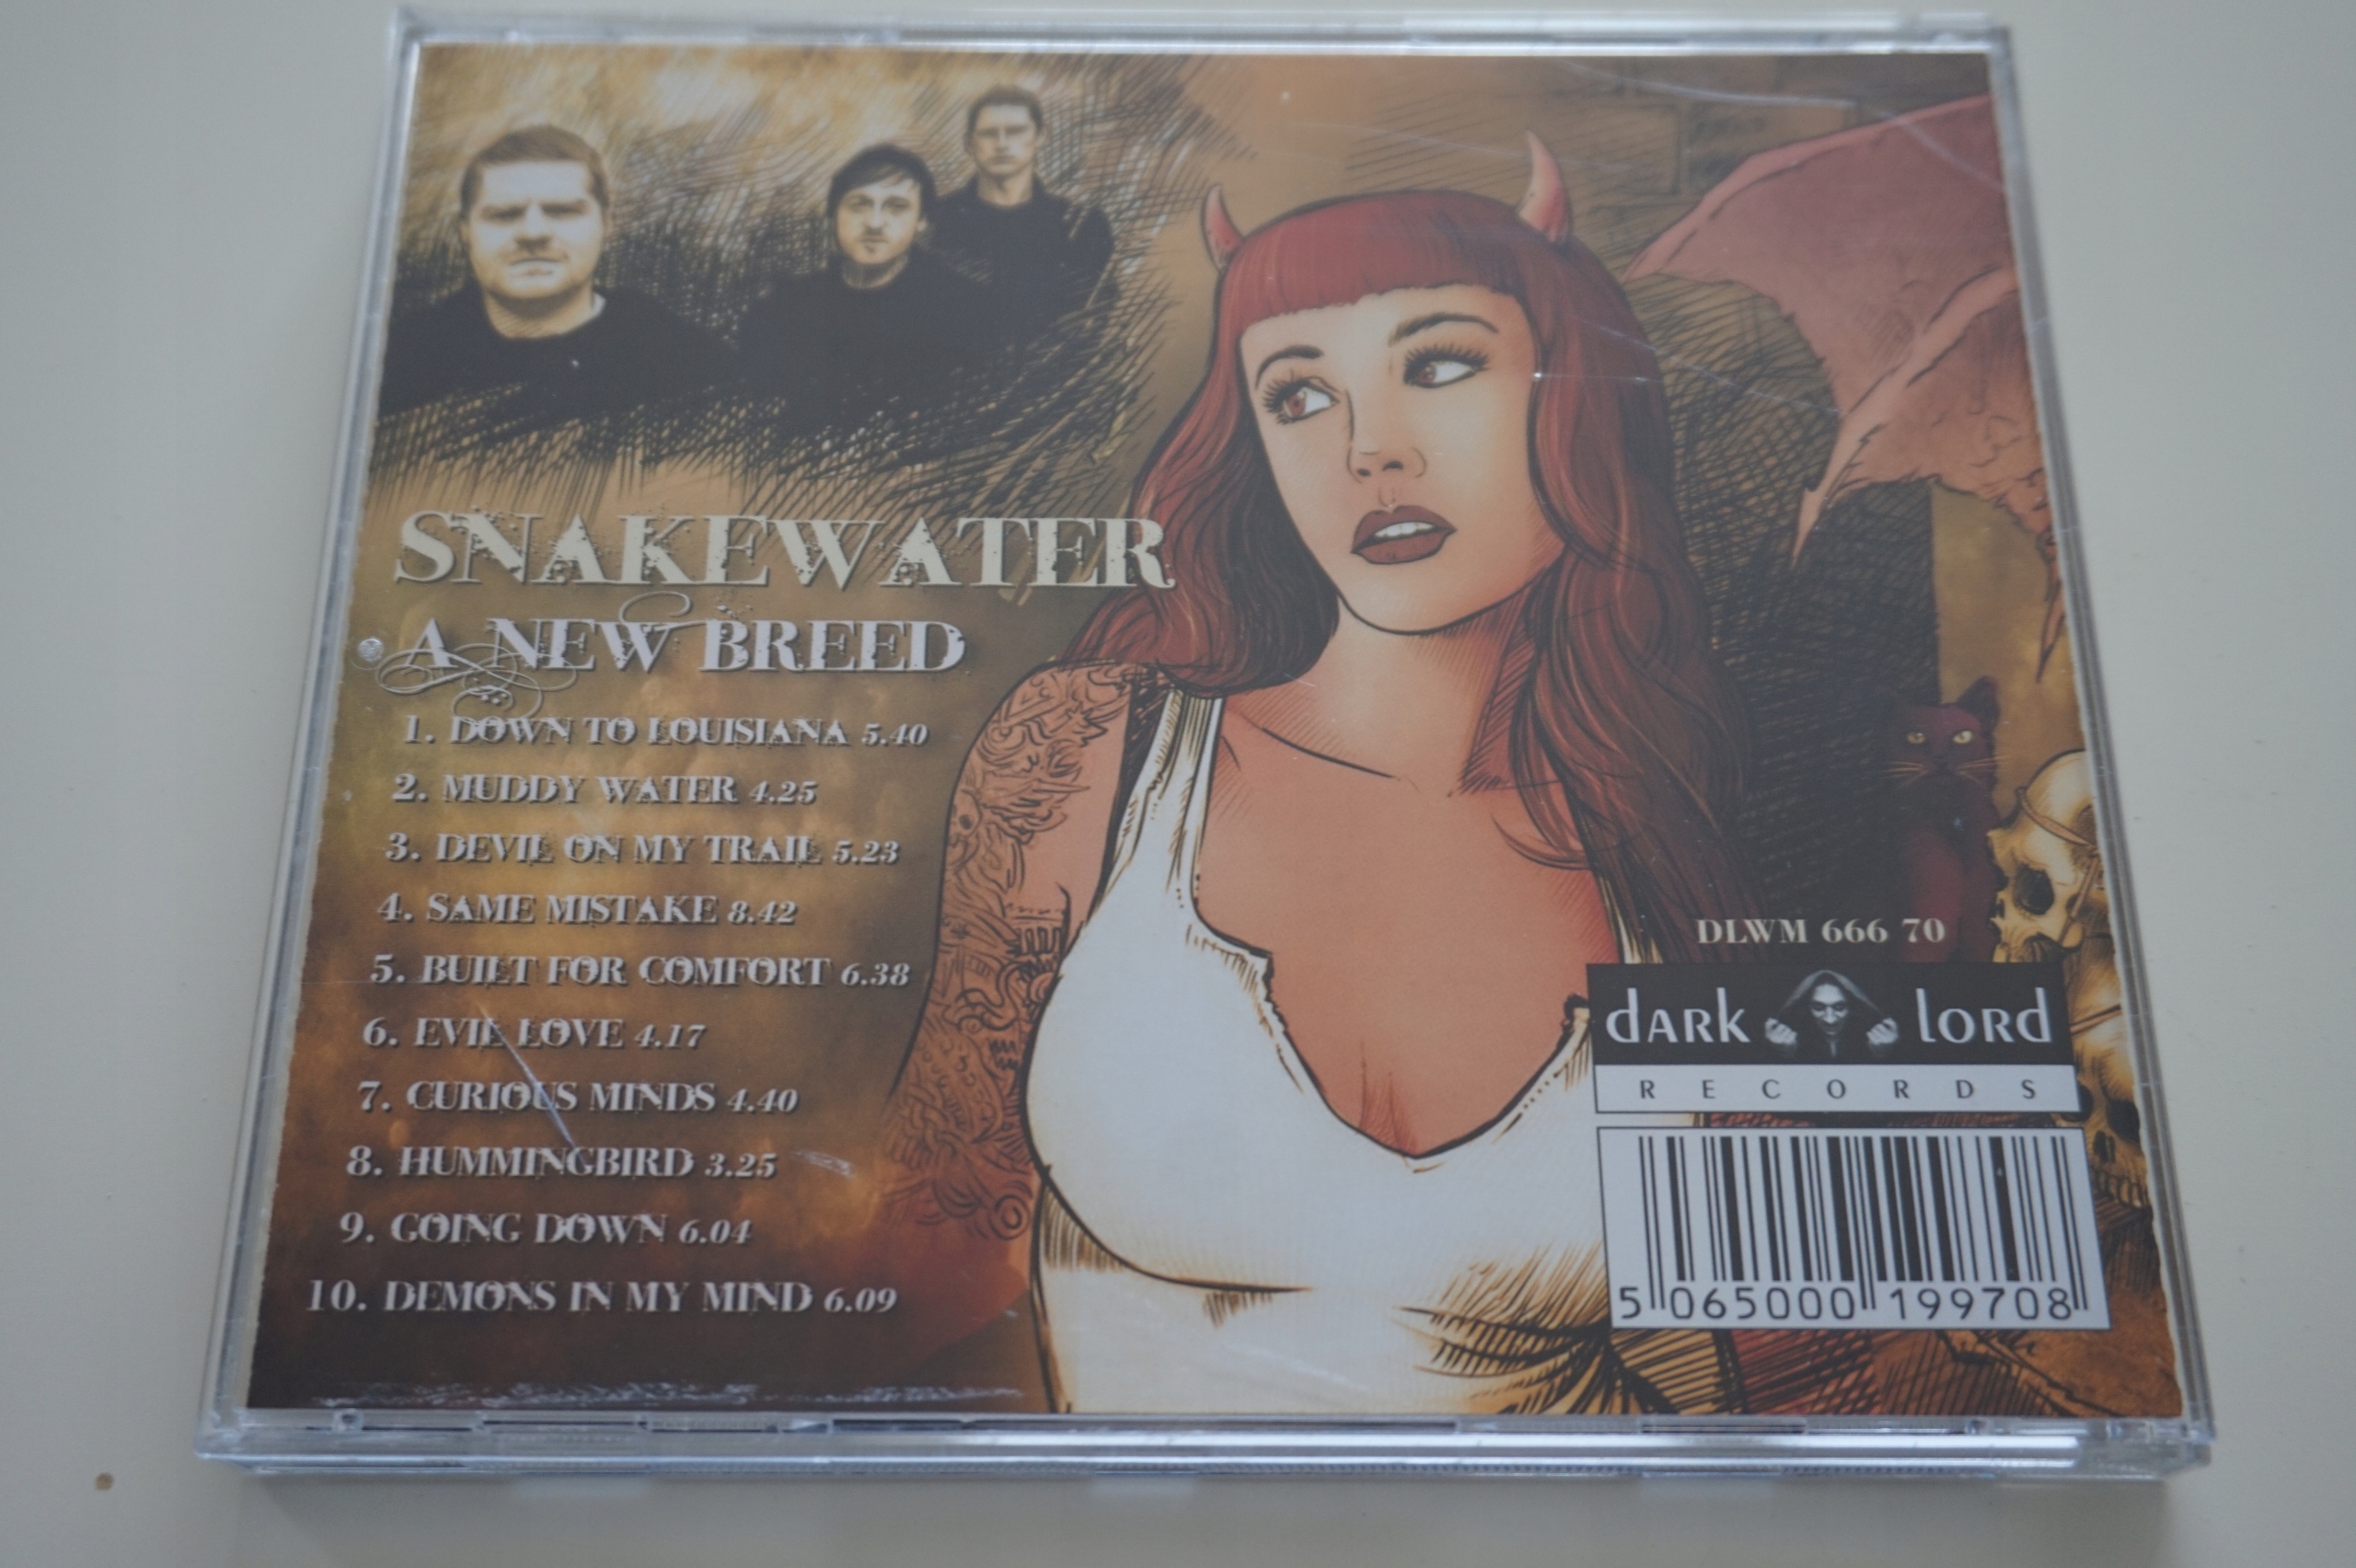 SNAKEWATER
A NEW BREED
1. DOWN TO LOUISIANA 5.40
2. MUDDY WATER 4.25
3. DEVIL ON MY TRAIL 5.23
4. SAME MISTAKE 8.42
5. BUILT FOR COMFORT 6.38
6. EVIL LOVE 4.17
7. CURIOUS MINDS 4.40
8. HUMMINGBIRD 3.25
9. GOING DOWN 6.04
10. DEMONS IN MY MIND 6.09
DLWM 666 70
dARK lORd
RECORDS
5 065000 199708